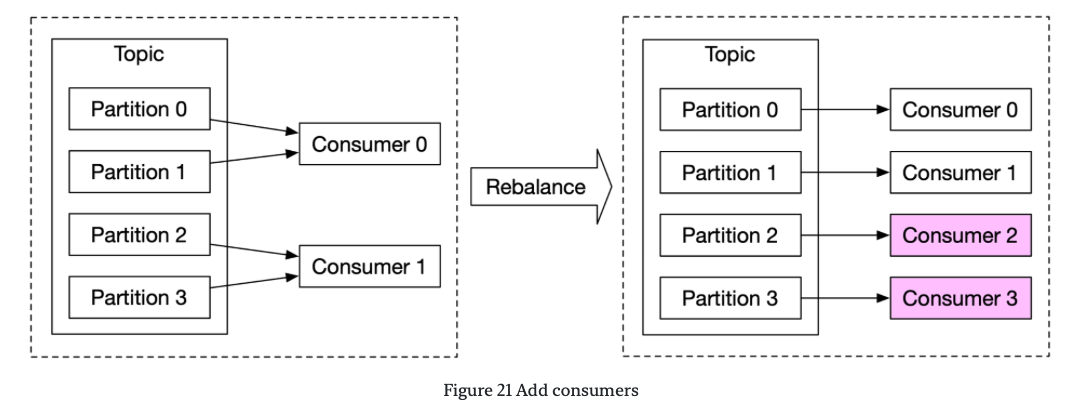 Topic
Partition 0
Partition 1
Partition 2
Partition 3
Consumer 0
Consumer 1
Rebalance
Topic
Partition 0
Partition 1
Partition 2
Partition 3
Consumer 0
Consumer 1
Consumer 2
Consumer 3
Figure 21 Add consumers